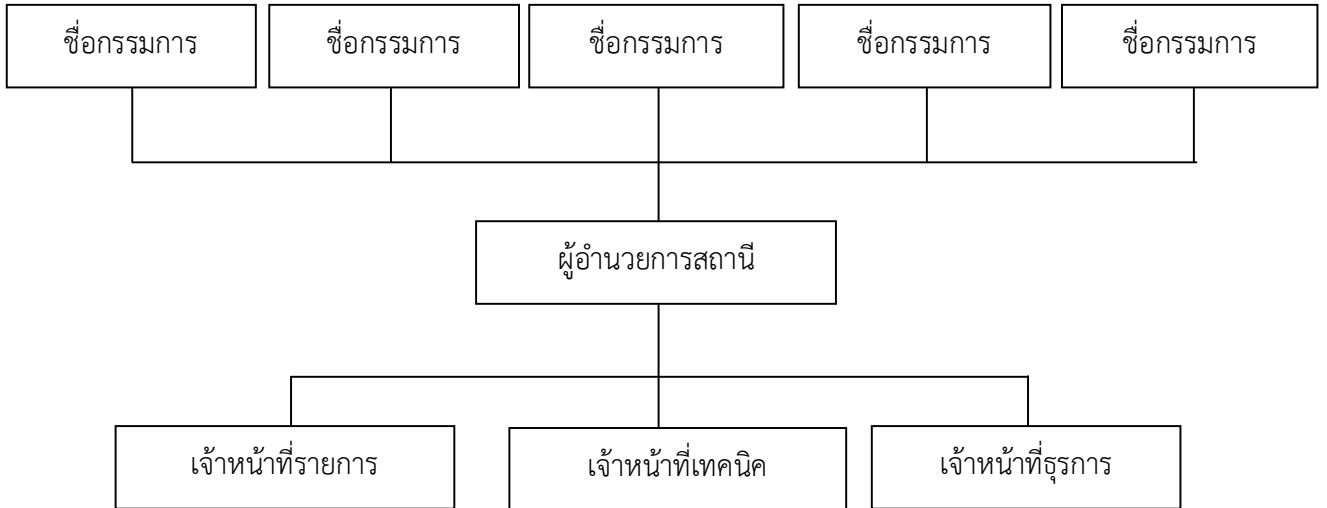 ชื่อกรรมการ
ชื่อกรรมการ
ชื่อกรรมการ
ชื่อกรรมการ
ชื่อกรรมการ
ผู้อำนวยการสถานี
เจ้าหน้าที่รายการ
เจ้าหน้าที่เทคนิค
เจ้าหน้าที่ธุรการ